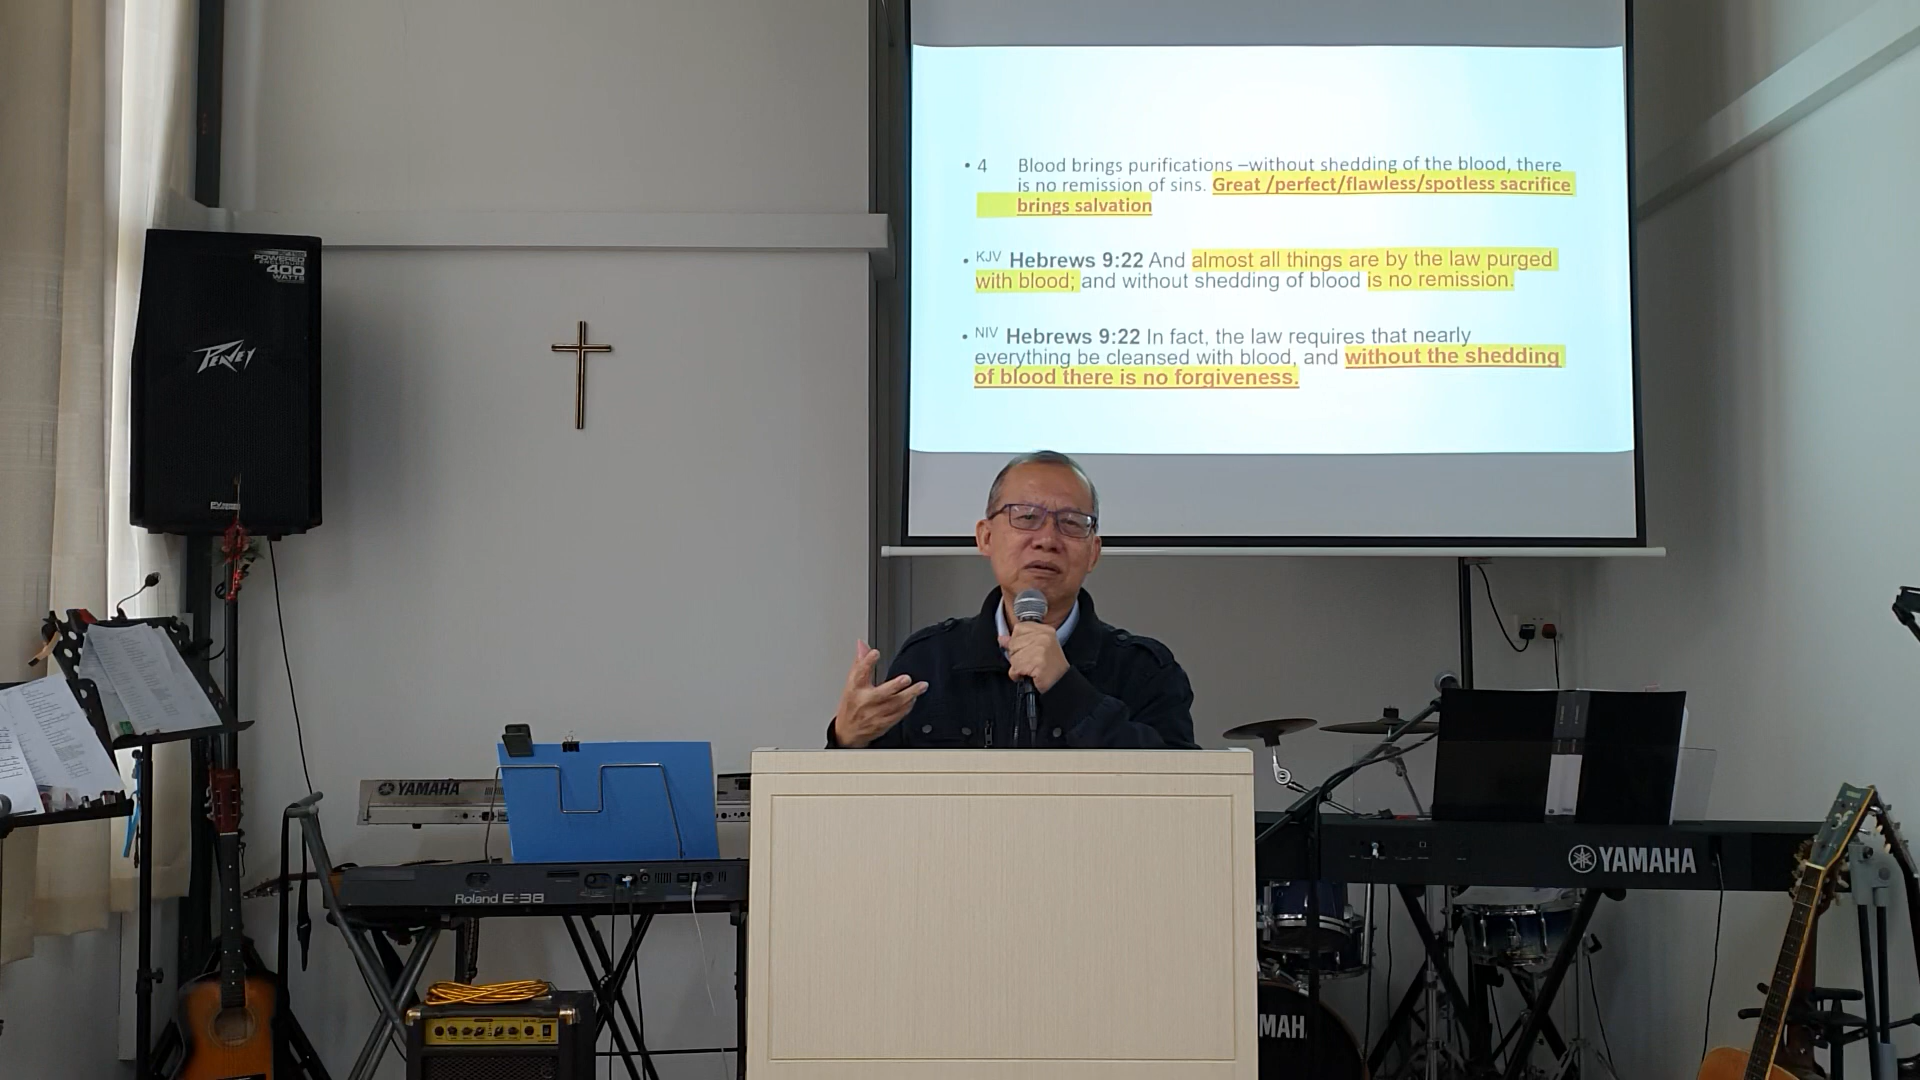 • 4 Blood brings purifications –without shedding of the blood, there
is no remission of sins. Great /perfect/flawless/spotless sacrifice
brings salvation
• KJV Hebrews 9:22 And almost all things are by the law purged
with blood; and without shedding of blood is no remission.
• NIV Hebrews 9:22 In fact, the law requires that nearly
everything be cleansed with blood, and without the shedding
of blood there is no forgiveness.
POWERED
ENCLOSURE
400
WATTS
PEAVEY
YAMAHA
Roland E-38
YAMAHA
MAH